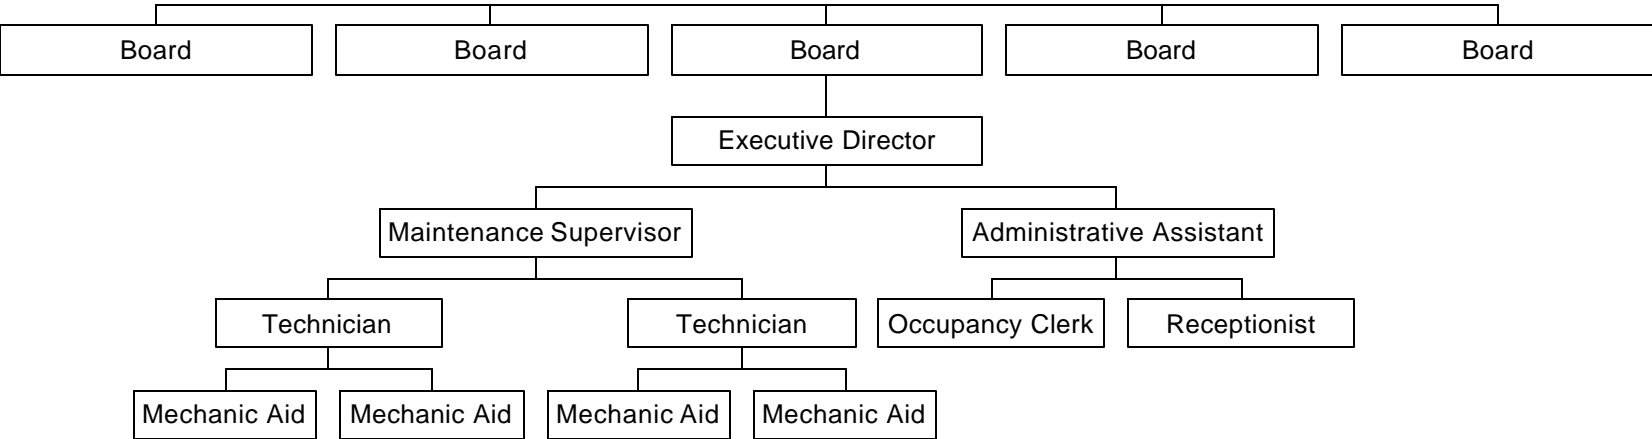 Board
Board
Board
Board
Board
Executive Director
Maintenance Supervisor
Administrative Assistant
Technician
Technician
Occupancy Clerk
Receptionist
Mechanic Aid
Mechanic Aid
Mechanic Aid
Mechanic Aid